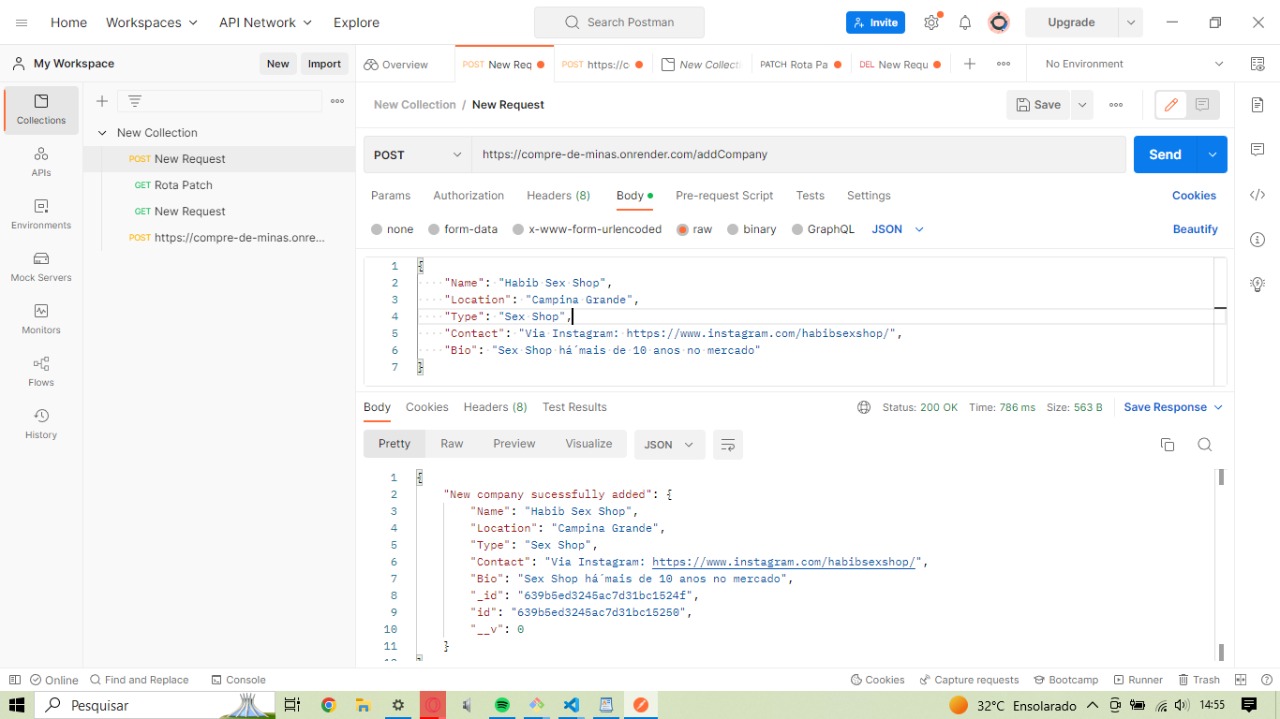 Home Workspaces API Network Explore Search Postman Invite Upgrade
My Workspace New Import Overview POST New Req POST https://c New Collecti PATCH Rota Pa DEL New Requ No Environment
Collections
APIs
Environments
Mock Servers
Monitors
Flows
History
New Collection
POST New Request
GET Rota Patch
GET New Request
POST https://compre-de-minas.onre...
New Collection / New Request Save
POST https://compre-de-minas.onrender.com/addCompany Send
Params Authorization Headers (8) Body Pre-request Script Tests Settings Cookies
none form-data x-www-form-urlencoded raw binary GraphQL JSON Beautify
1 {
2 "Name": "Habib Sex Shop",
3 "Location": "Campina Grande",
4 "Type": "Sex Shop",
5 "Contact": "Via Instagram: https://www.instagram.com/habibsexshop/",
6 "Bio": "Sex Shop há mais de 10 anos no mercado"
7 }
Body Cookies Headers (8) Test Results Status: 200 OK Time: 786 ms Size: 563 B Save Response
Pretty Raw Preview Visualize JSON
1 {
2 "New company sucessfully added": {
3 "Name": "Habib Sex Shop",
4 "Location": "Campina Grande",
5 "Type": "Sex Shop",
6 "Contact": "Via Instagram: https://www.instagram.com/habibsexshop/",
7 "Bio": "Sex Shop há mais de 10 anos no mercado",
8 "_id": "639b5ed3245ac7d31bc1524f",
9 "id": "639b5ed3245ac7d31bc15250",
10 "__v": 0
11 }
12 }
Online Find and Replace Console Cookies Capture requests Bootcamp Runner Trash
Pesquisar 32°C Ensolarado 14:55